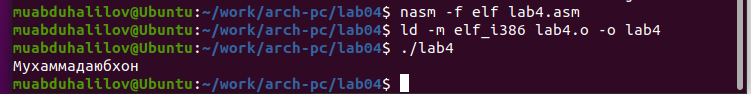 muabduhalilov@Ubuntu:~/work/arch-pc/lab04$ nasm -f elf lab4.asm
muabduhalilov@Ubuntu:~/work/arch-pc/lab04$ ld -m elf_i386 lab4.o -o lab4
muabduhalilov@Ubuntu:~/work/arch-pc/lab04$ ./lab4
Мухаммадаюбхон
muabduhalilov@Ubuntu:~/work/arch-pc/lab04$